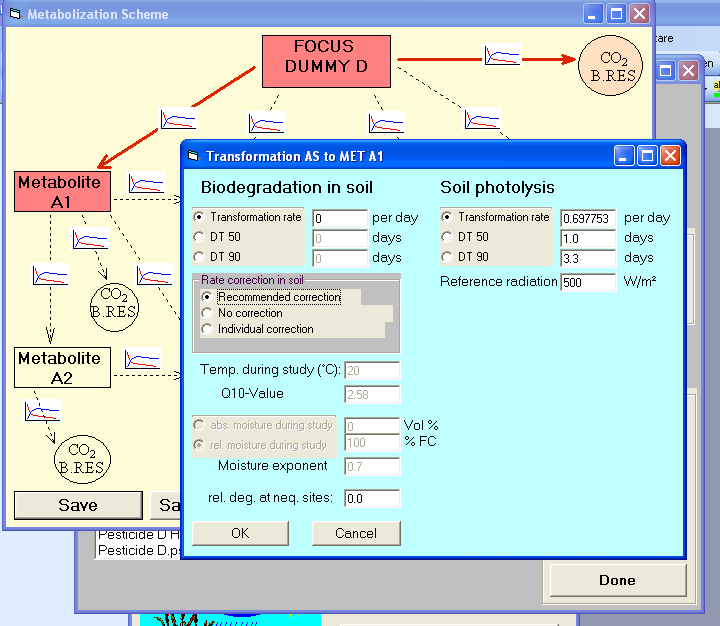 Metabolization Scheme
FOCUS
DUMMY D
CO2
B.RES
Metabolite
A1
CO2
B.RES
Metabolite
A2
CO2
B.RES
Save
Transformation AS to MET A1
Biodegradation in soil
Transformation rate 0 per day
DT 50 0 days
DT 90 0 days
Rate correction in soil
Recommended correction
No correction
Individual correction
Temp. during study (°C): 20
Q10-Value 2.58
abs. moisture during study 0 Vol %
rel. moisture during study 100 % FC
Moisture exponent 0.7
rel. deg. at neq. sites: 0.0
OK Cancel
Soil photolysis
Transformation rate 0.697753 per day
DT 50 1.0 days
DT 90 3.3 days
Reference radiation 500 W/m²
Pesticide D H
Pesticide D.ps
Done